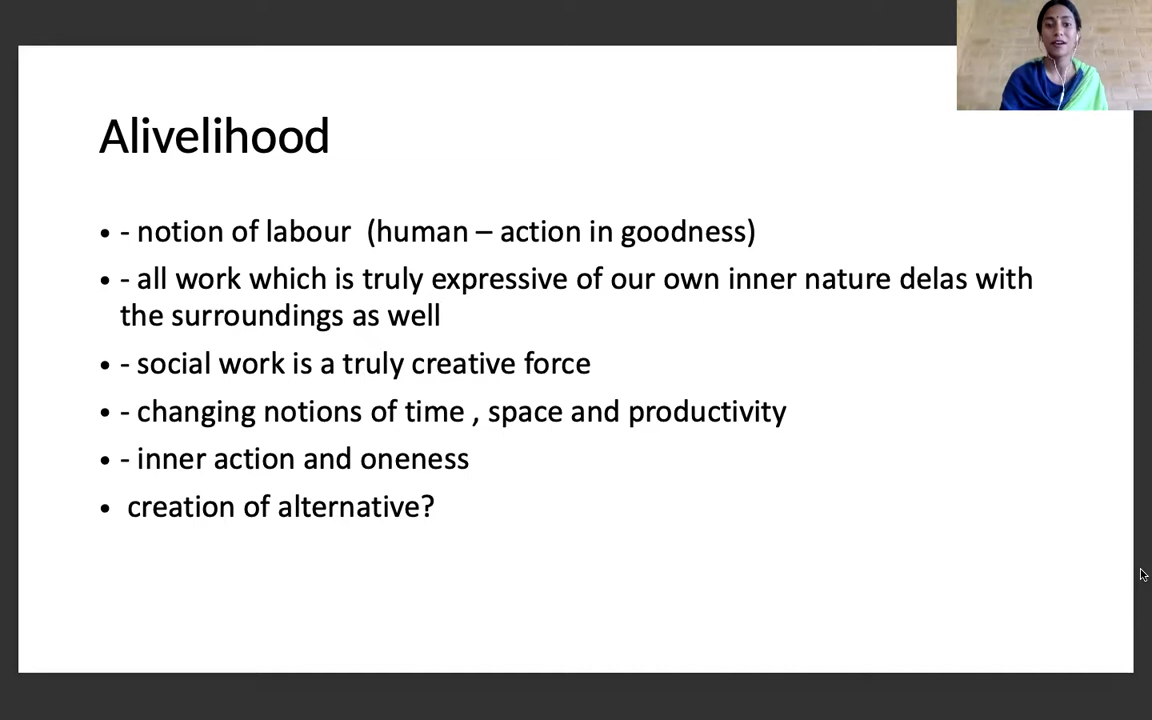 Alivelihood
• - notion of labour  (human – action in goodness)
• - all work which is truly expressive of our own inner nature delas with
the surroundings as well
• - social work is a truly creative force
• - changing notions of time , space and productivity
• - inner action and oneness
•  creation of alternative?